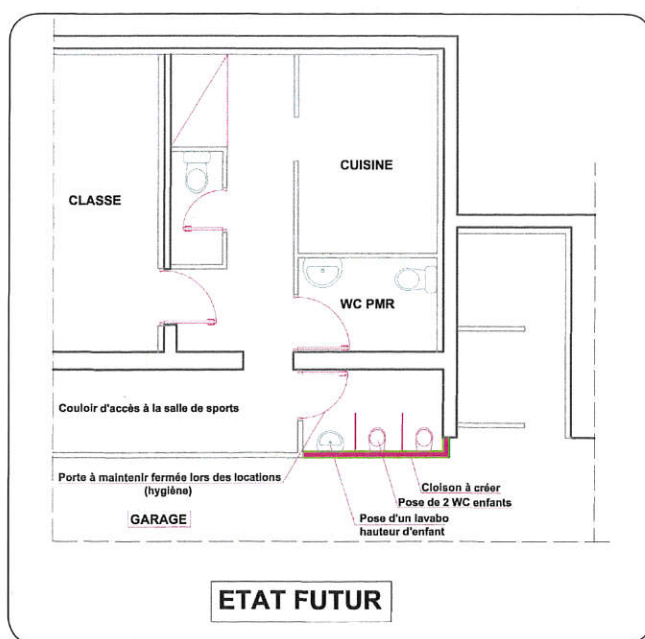 CLASSE
CUISINE
WC PMR
Couloir d'accès à la salle de sports
Porte à maintenir fermée lors des locations
(hygiène)
Cloison à créer
Pose de 2 WC enfants
GARAGE
Pose d'un lavabo
hauteur d'enfant
ETAT FUTUR